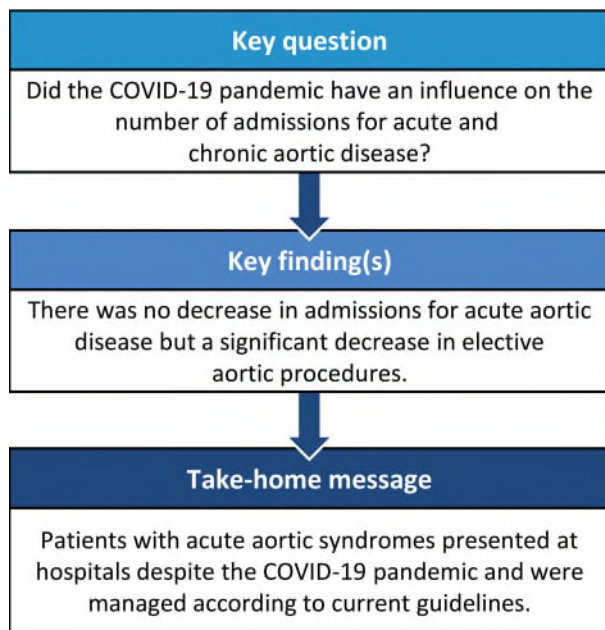 Key question
Did the COVID-19 pandemic have an influence on the
number of admissions for acute and
chronic aortic disease?
Key finding(s)
There was no decrease in admissions for acute aortic
disease but a significant decrease in elective
aortic procedures.
Take-home message
Patients with acute aortic syndromes presented at
hospitals despite the COVID-19 pandemic and were
managed according to current guidelines.